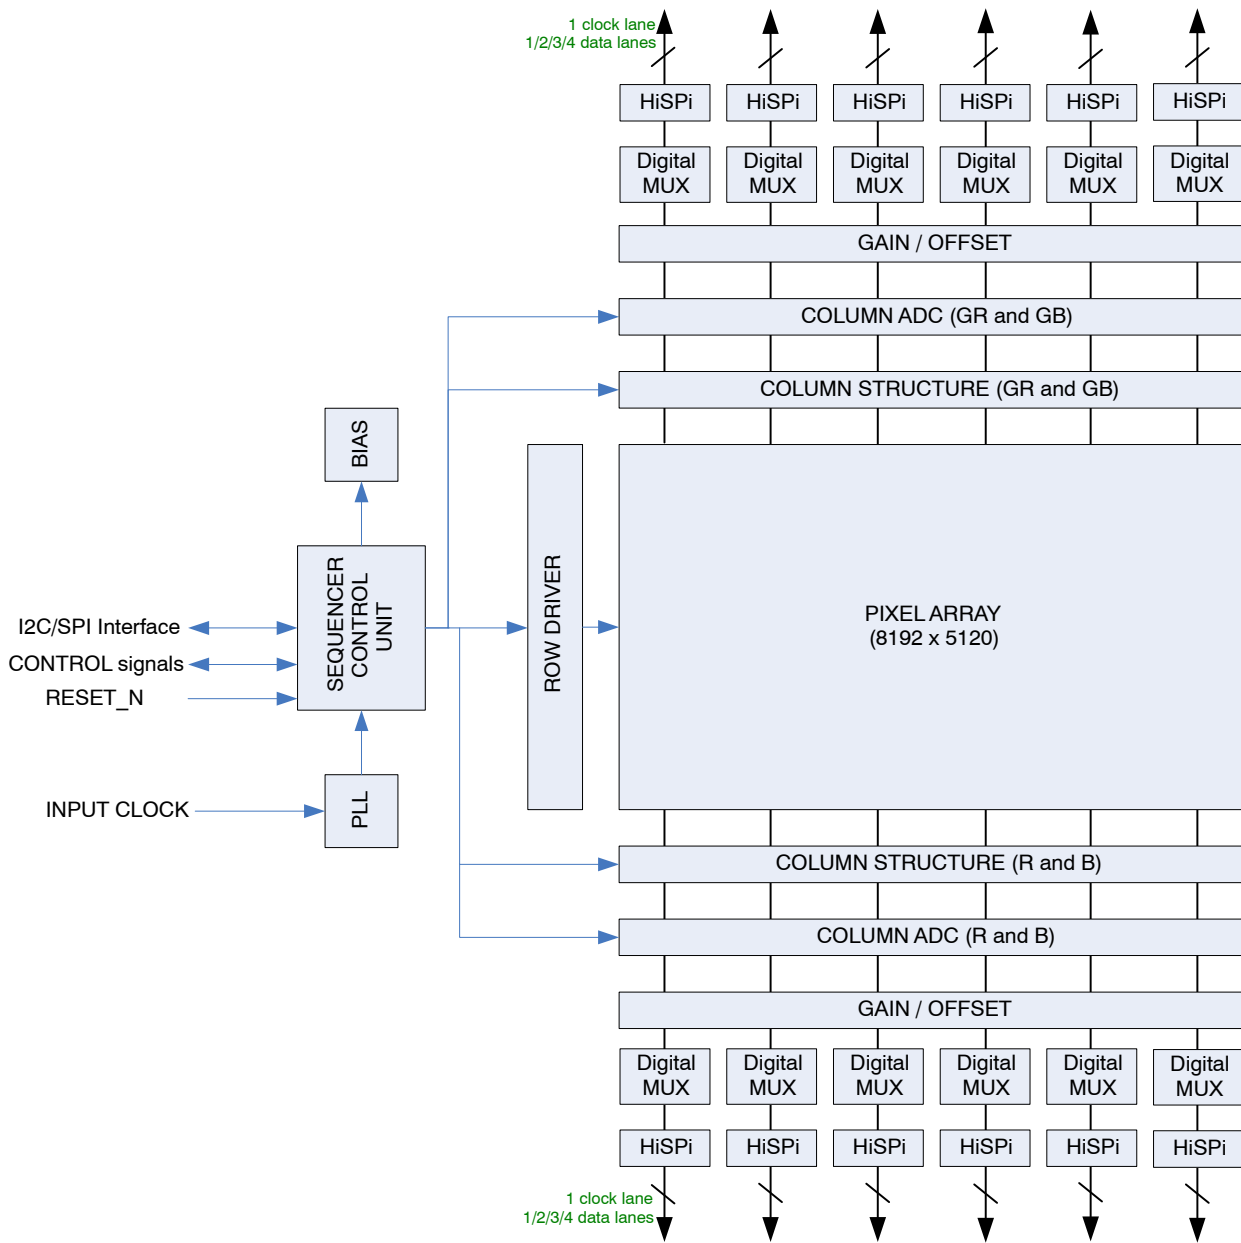 1 clock lane
1/2/3/4 data lanes
HiSPi HiSPi HiSPi HiSPi HiSPi HiSPi
Digital Digital Digital Digital Digital Digital
MUX MUX MUX MUX MUX MUX
GAIN / OFFSET
COLUMN ADC (GR and GB)
COLUMN STRUCTURE (GR and GB)
BIAS
SEQUENCER
CONTROL
UNIT
ROW DRIVER
PIXEL ARRAY
(8192 x 5120)
I2C/SPI Interface
CONTROL signals
RESET_N
INPUT CLOCK
PLL
COLUMN STRUCTURE (R and B)
COLUMN ADC (R and B)
GAIN / OFFSET
Digital Digital Digital Digital Digital Digital
MUX MUX MUX MUX MUX MUX
HiSPi HiSPi HiSPi HiSPi HiSPi HiSPi
1 clock lane
1/2/3/4 data lanes